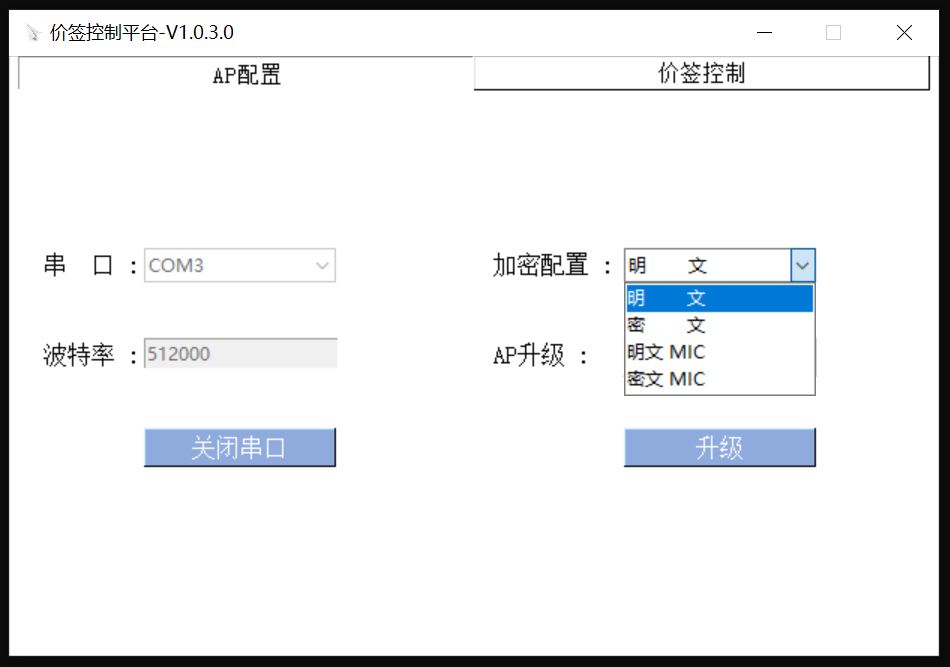 价签控制平台-V1.0.3.0
AP配置 价签控制
串 口 : COM3 加密配置 : 明 文
明 文
密 文
明文 MIC
密文 MIC
波特率 : 512000 AP升级 :
关闭串口 升级